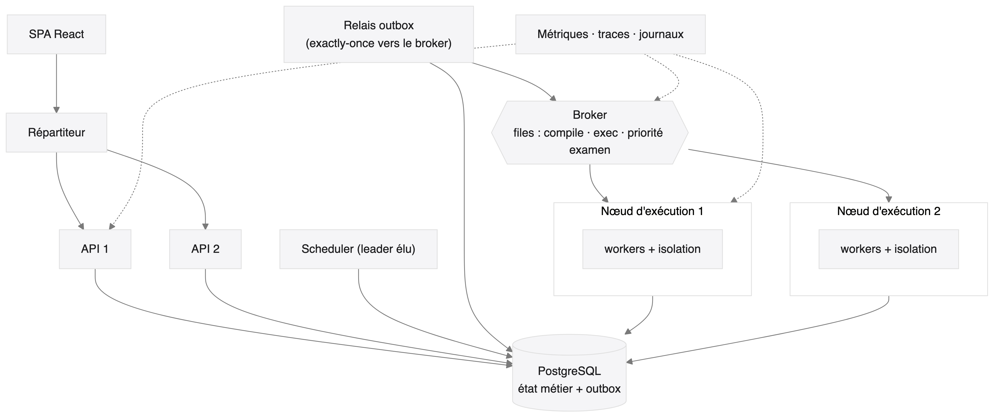 SPA React
Relais outbox
(exactly-once vers le broker)
Métriques · traces · journaux
Répartiteur
Broker
files : compile · exec · priorité
examen
Nœud d'exécution 1
Nœud d'exécution 2
API 1
API 2
Scheduler (leader élu)
workers + isolation
workers + isolation
PostgreSQL
état métier + outbox